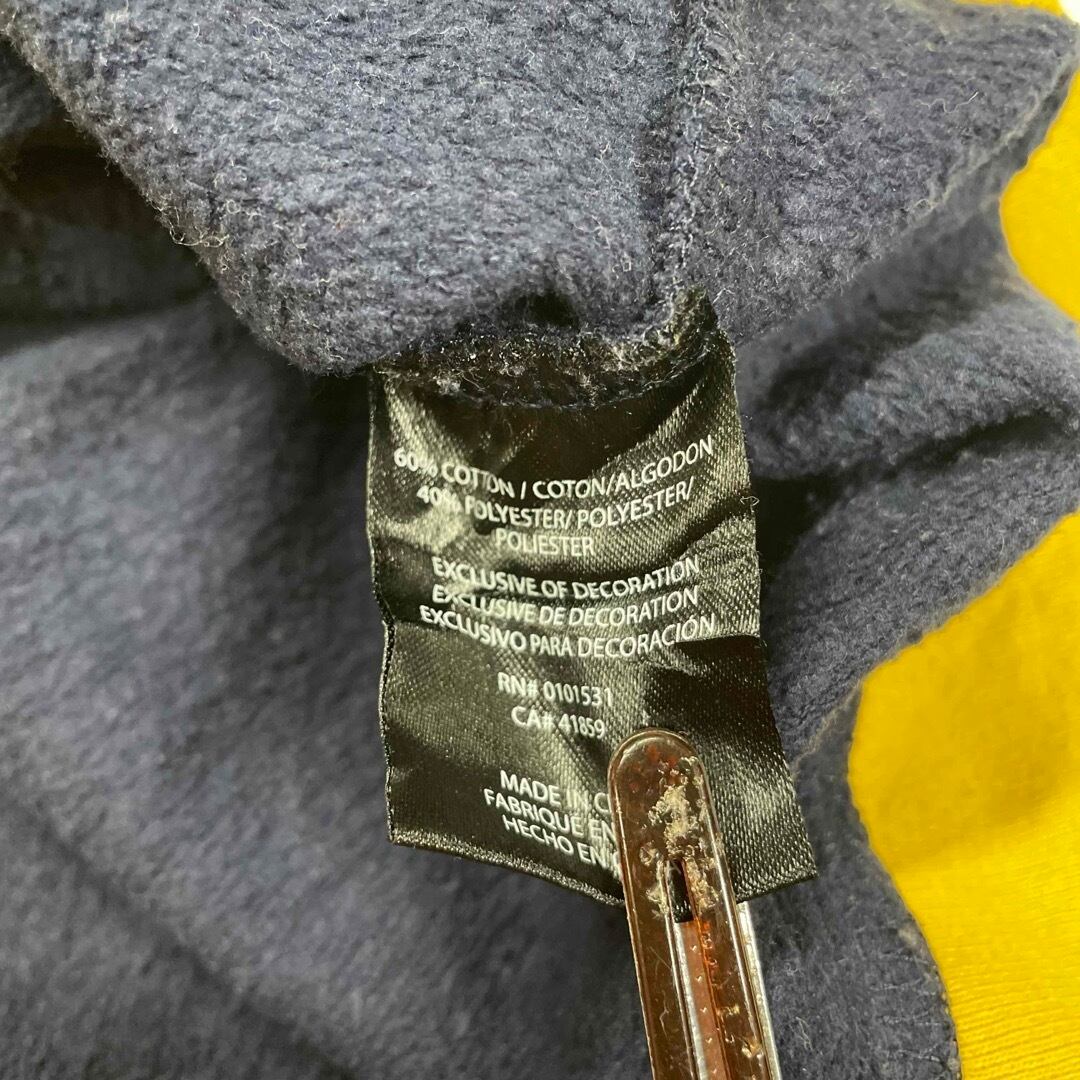 60% COTTON / COTON/ALGODON
40% POLYESTER/ POLYESTER/
POLIESTER
EXCLUSIVE OF DECORATION
EXCLUSIVE DE DECORATION
EXCLUSIVO PARA DECORACIÓN
RN# 0101531
CA# 41859
MADE IN
FABRIQUE EN
HECHO EN